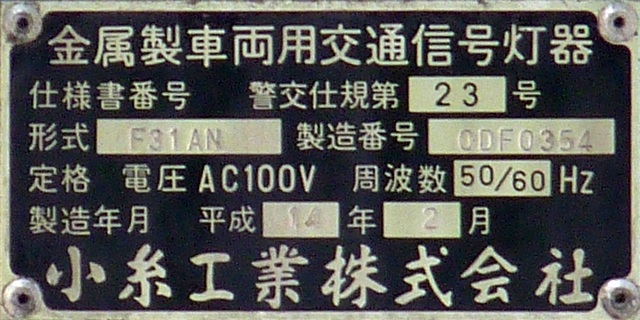 金属製車両用交通信号灯器
仕様書番号 警交仕規第 23 号
形式 F31AN 製造番号 0DF0354
定格 電圧 AC100V 周波数 50/60 Hz
製造年月 平成 14 年 2 月
小糸工業株式会社